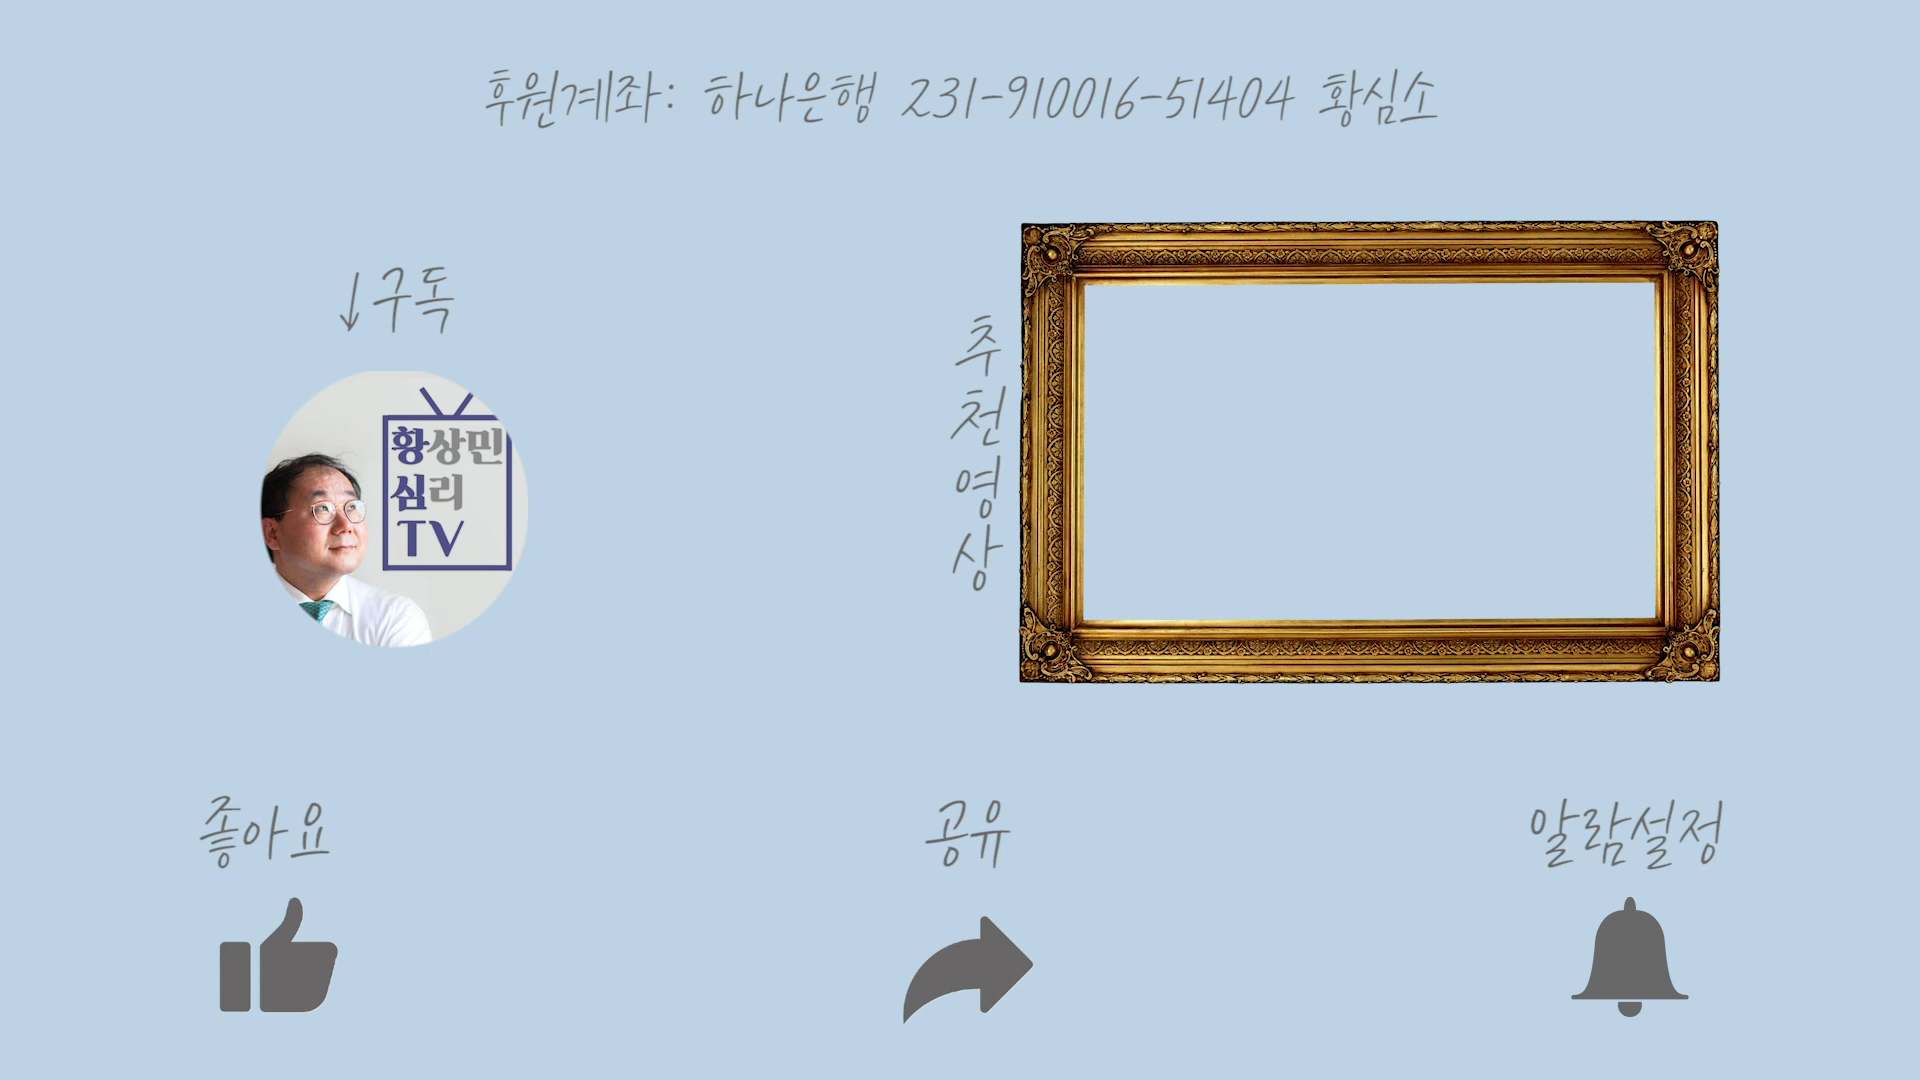 후원계좌: 하나은행 231-910016-51404 황심소
↓구독
황상민
심리
TV
추천영상
좋아요
공유
알람설정